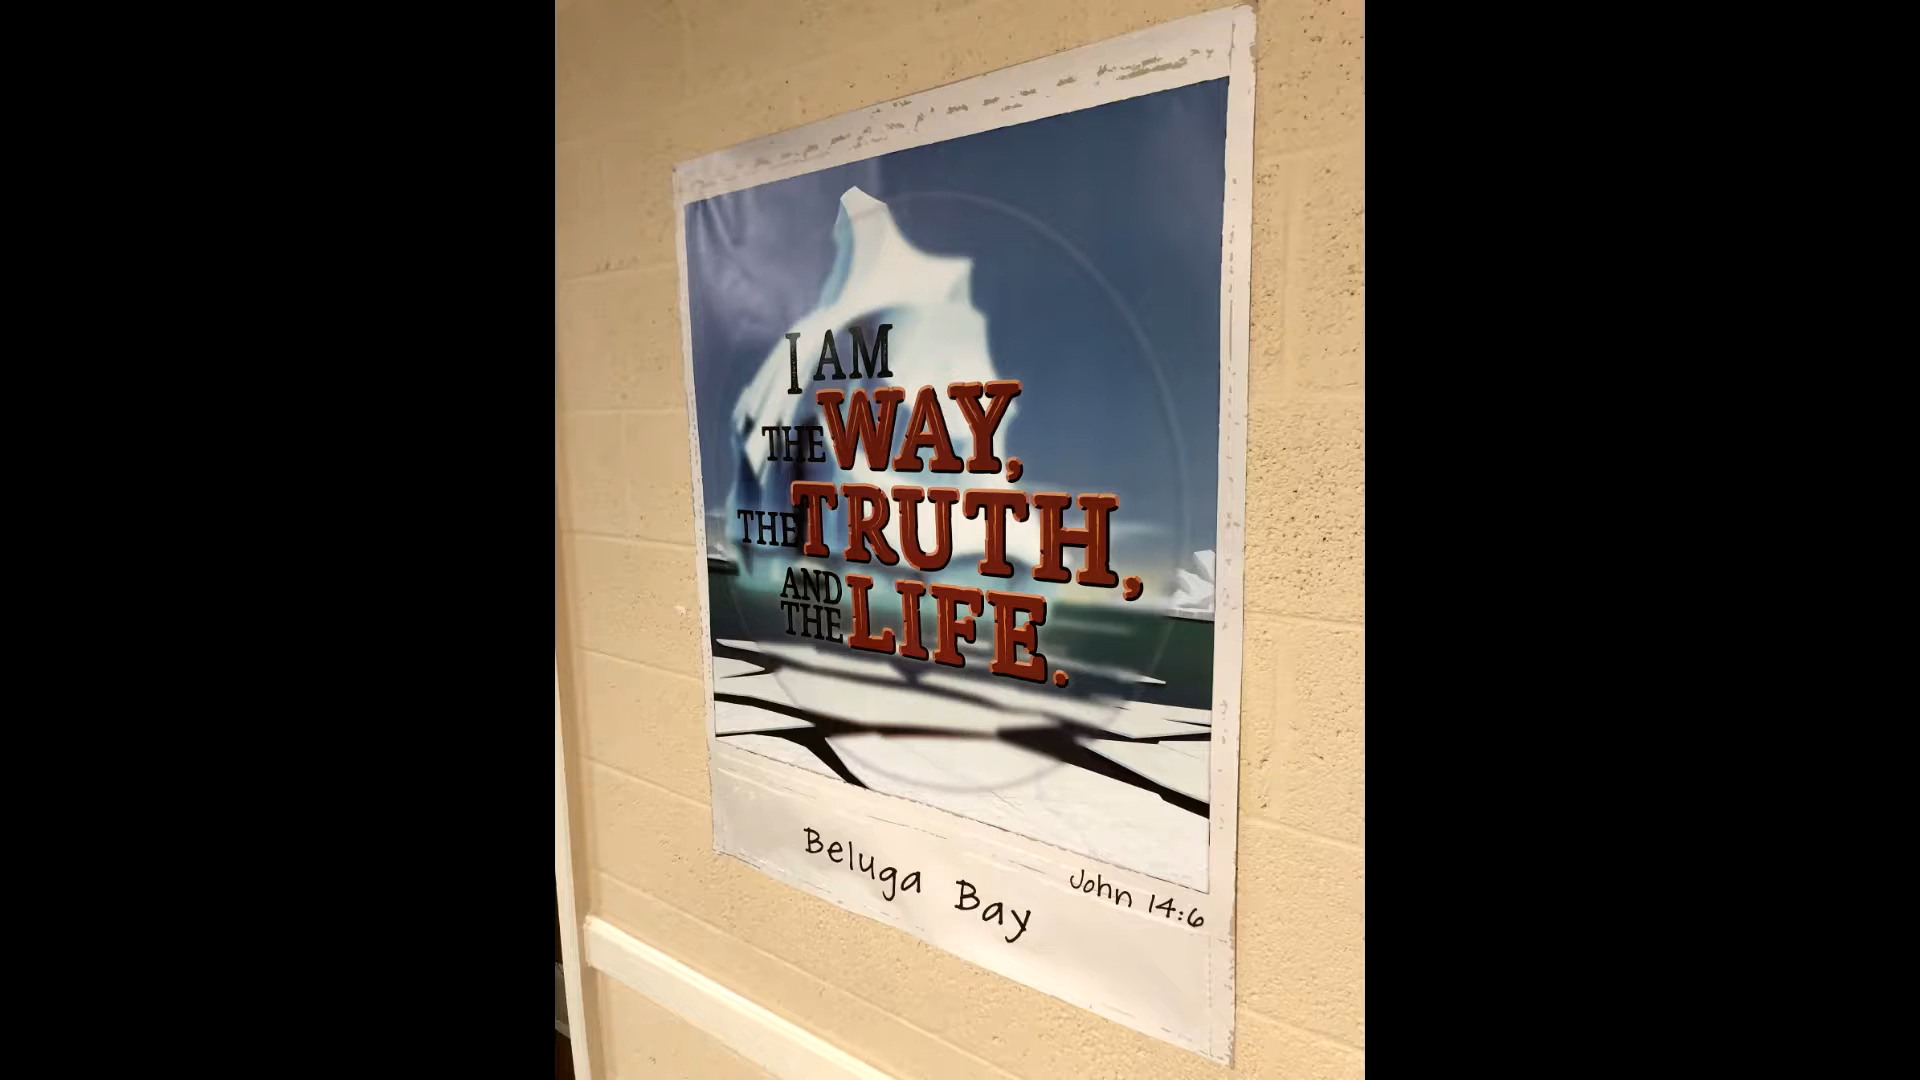 I AM
THE WAY,
THE TRUTH,
AND
THE LIFE.
Beluga Bay
John 14:6